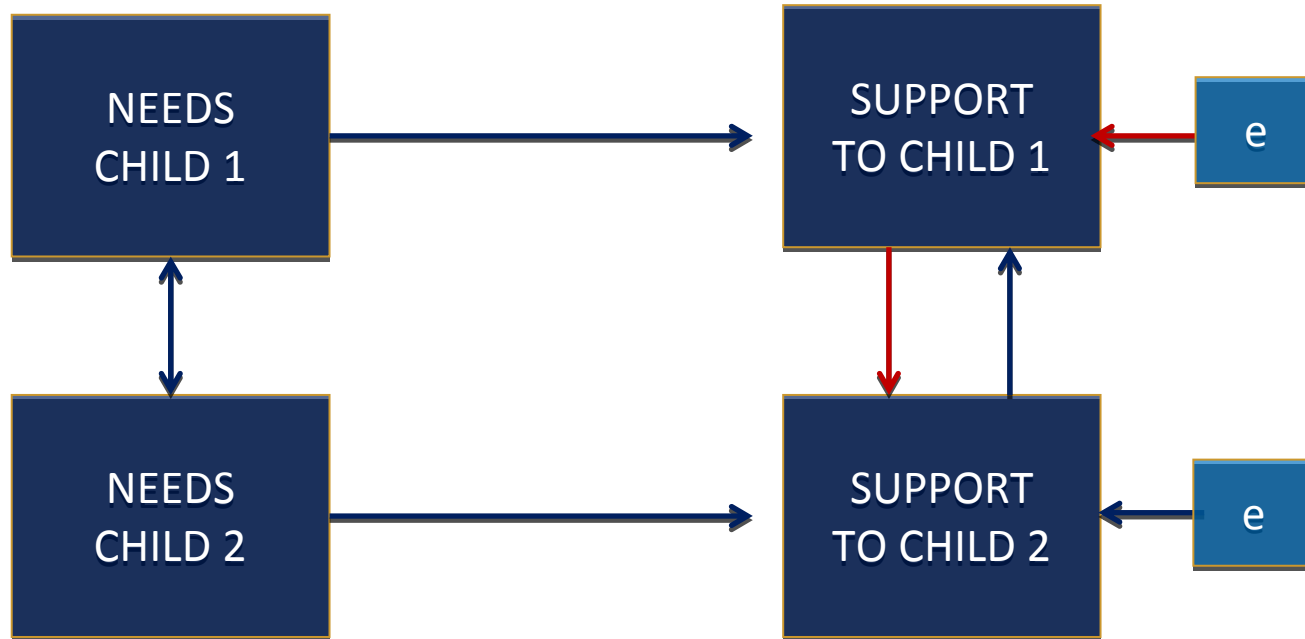 NEEDS
CHILD 1
SUPPORT
TO CHILD 1
e
NEEDS
CHILD 2
SUPPORT
TO CHILD 2
e